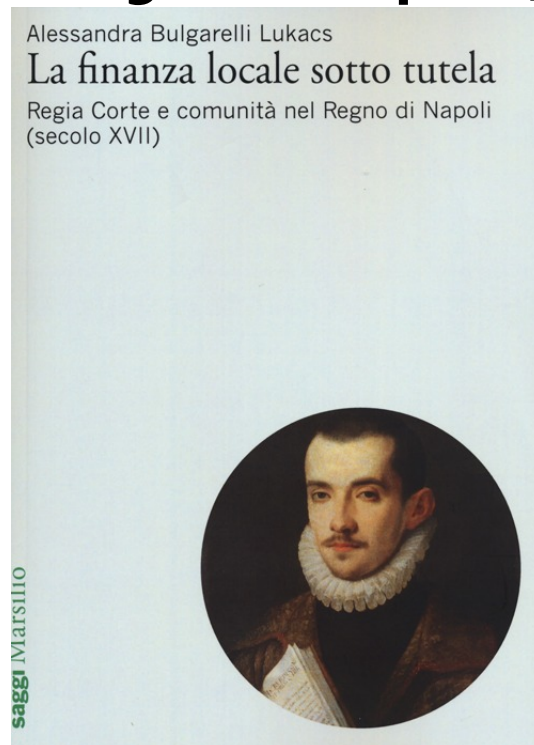 Alessandra Bulgarelli Lukacs
La finanza locale sotto tutela
Regia Corte e comunità nel Regno di Napoli
(secolo XVII)
saggi Marsilio